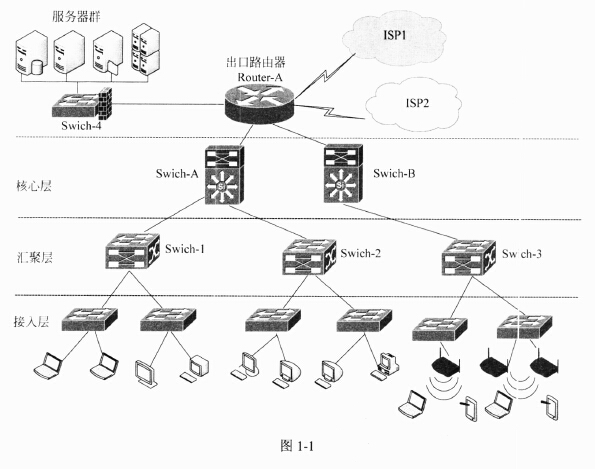 服务器群
ISP1
出口路由器
Router-A
ISP2
Swich-4
Swich-A
Swich-B
核心层
Swich-1
Swich-2
Sw ch-3
汇聚层
接入层
图 1-1